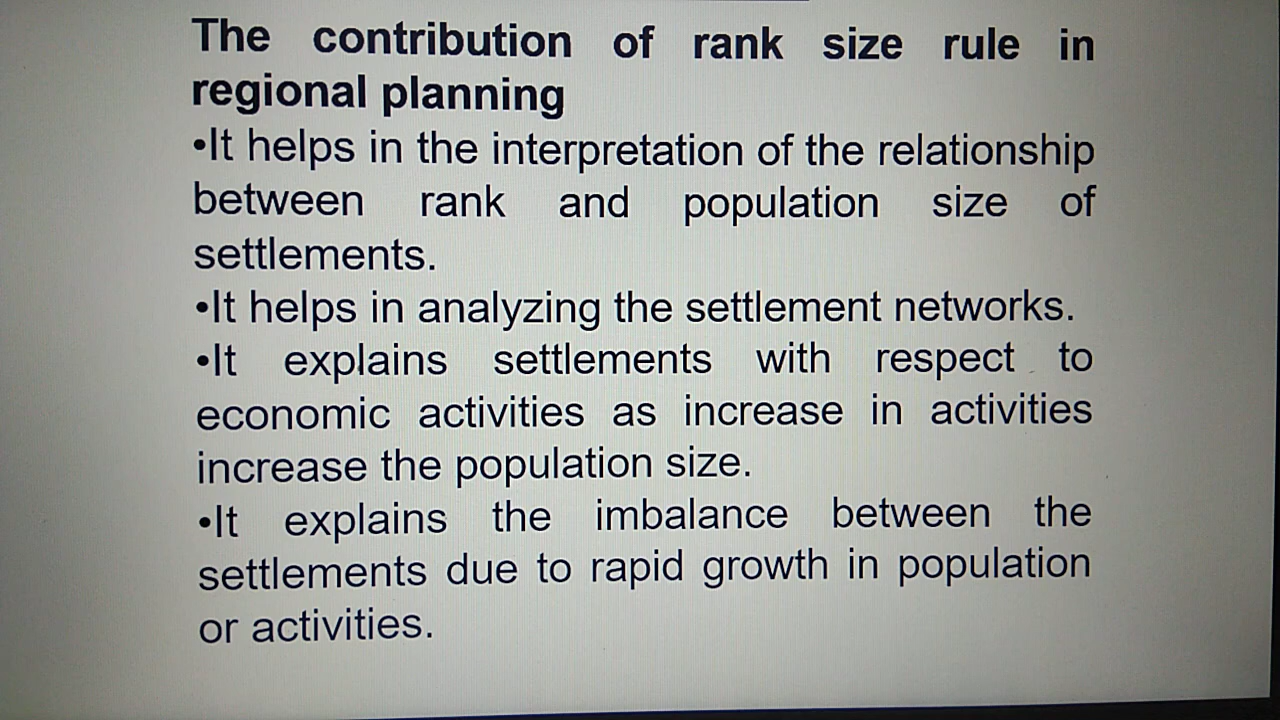 The contribution of rank size rule in
regional planning
•It helps in the interpretation of the relationship
between rank and population size of
settlements.
•It helps in analyzing the settlement networks.
•It explains settlements with respect to
economic activities as increase in activities
increase the population size.
•It explains the imbalance between the
settlements due to rapid growth in population
or activities.